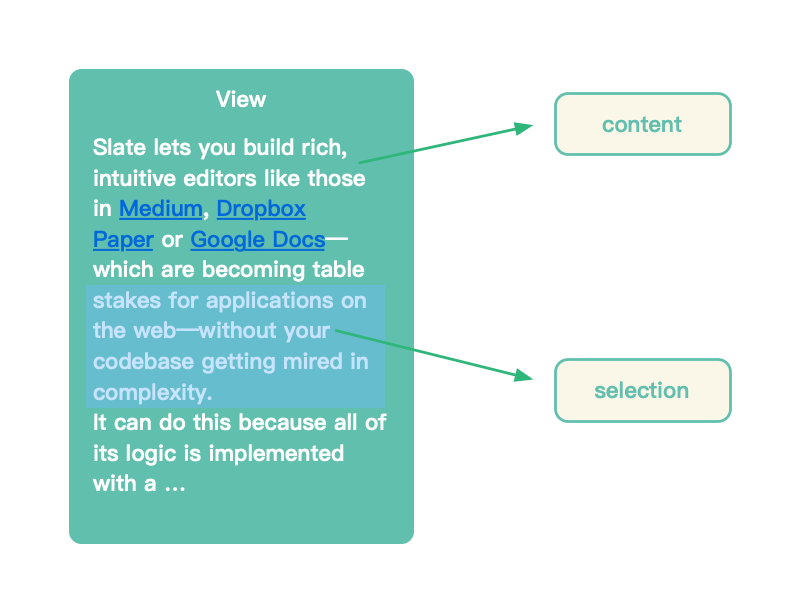 View
Slate lets you build rich,
intuitive editors like those
in Medium, Dropbox
Paper or Google Docs—
which are becoming table
stakes for applications on
the web—without your
codebase getting mired in
complexity.
It can do this because all of
its logic is implemented
with a ...
content
selection